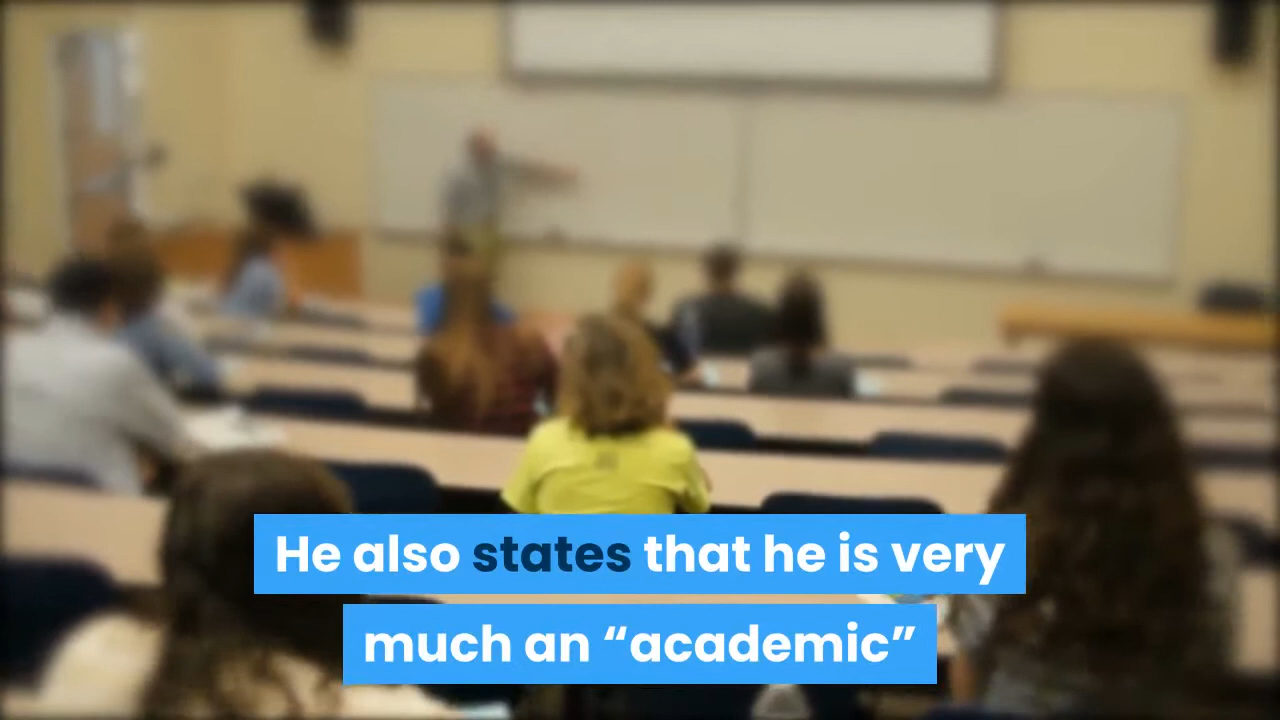 He also states that he is very
much an “academic”